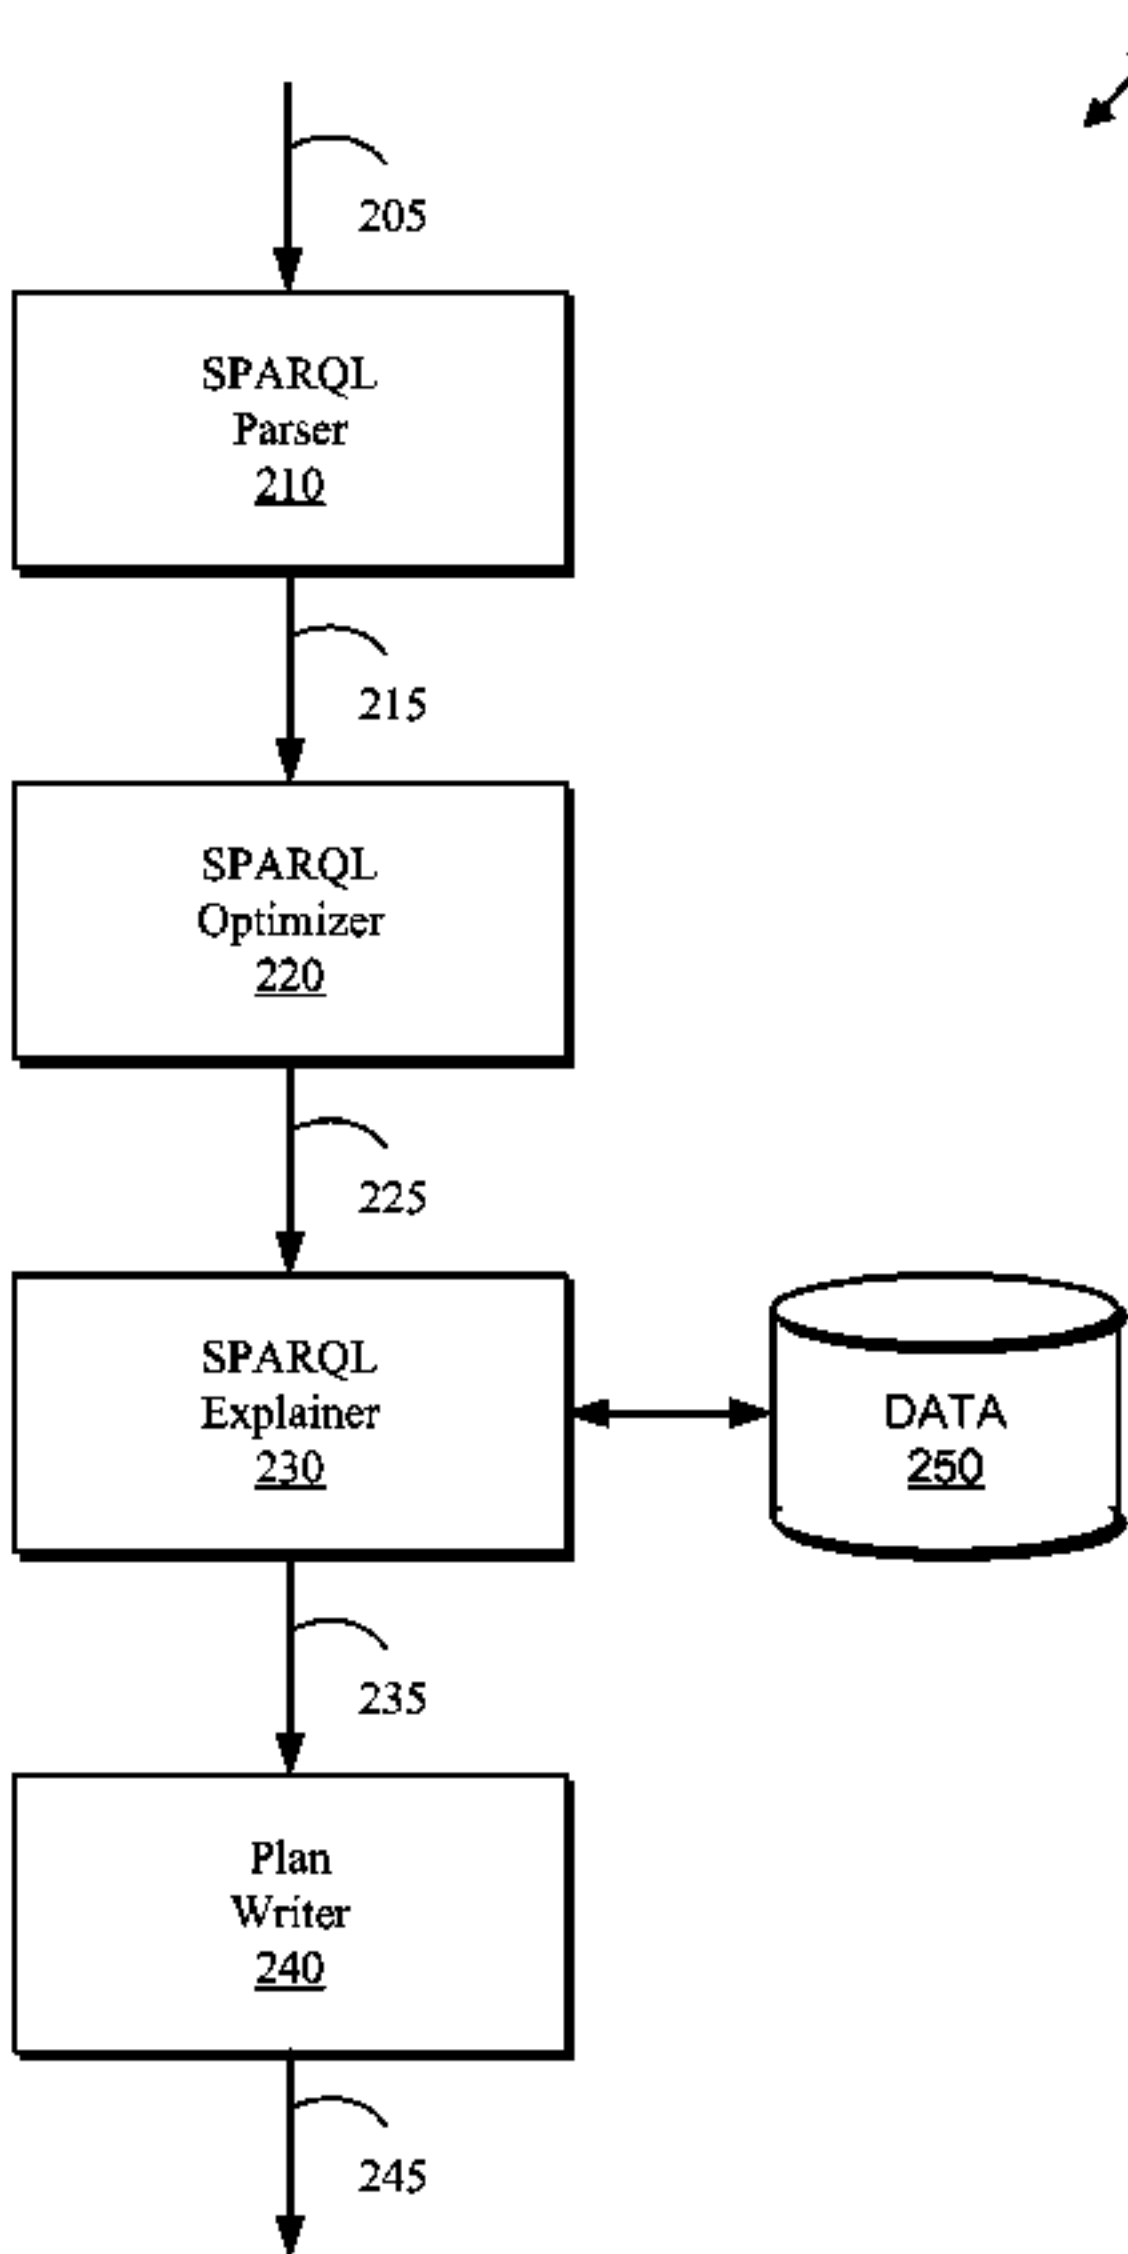 205
SPARQL
Parser
210
215
SPARQL
Optimizer
220
225
SPARQL
Explainer
230
DATA
250
235
Plan
Writer
240
245